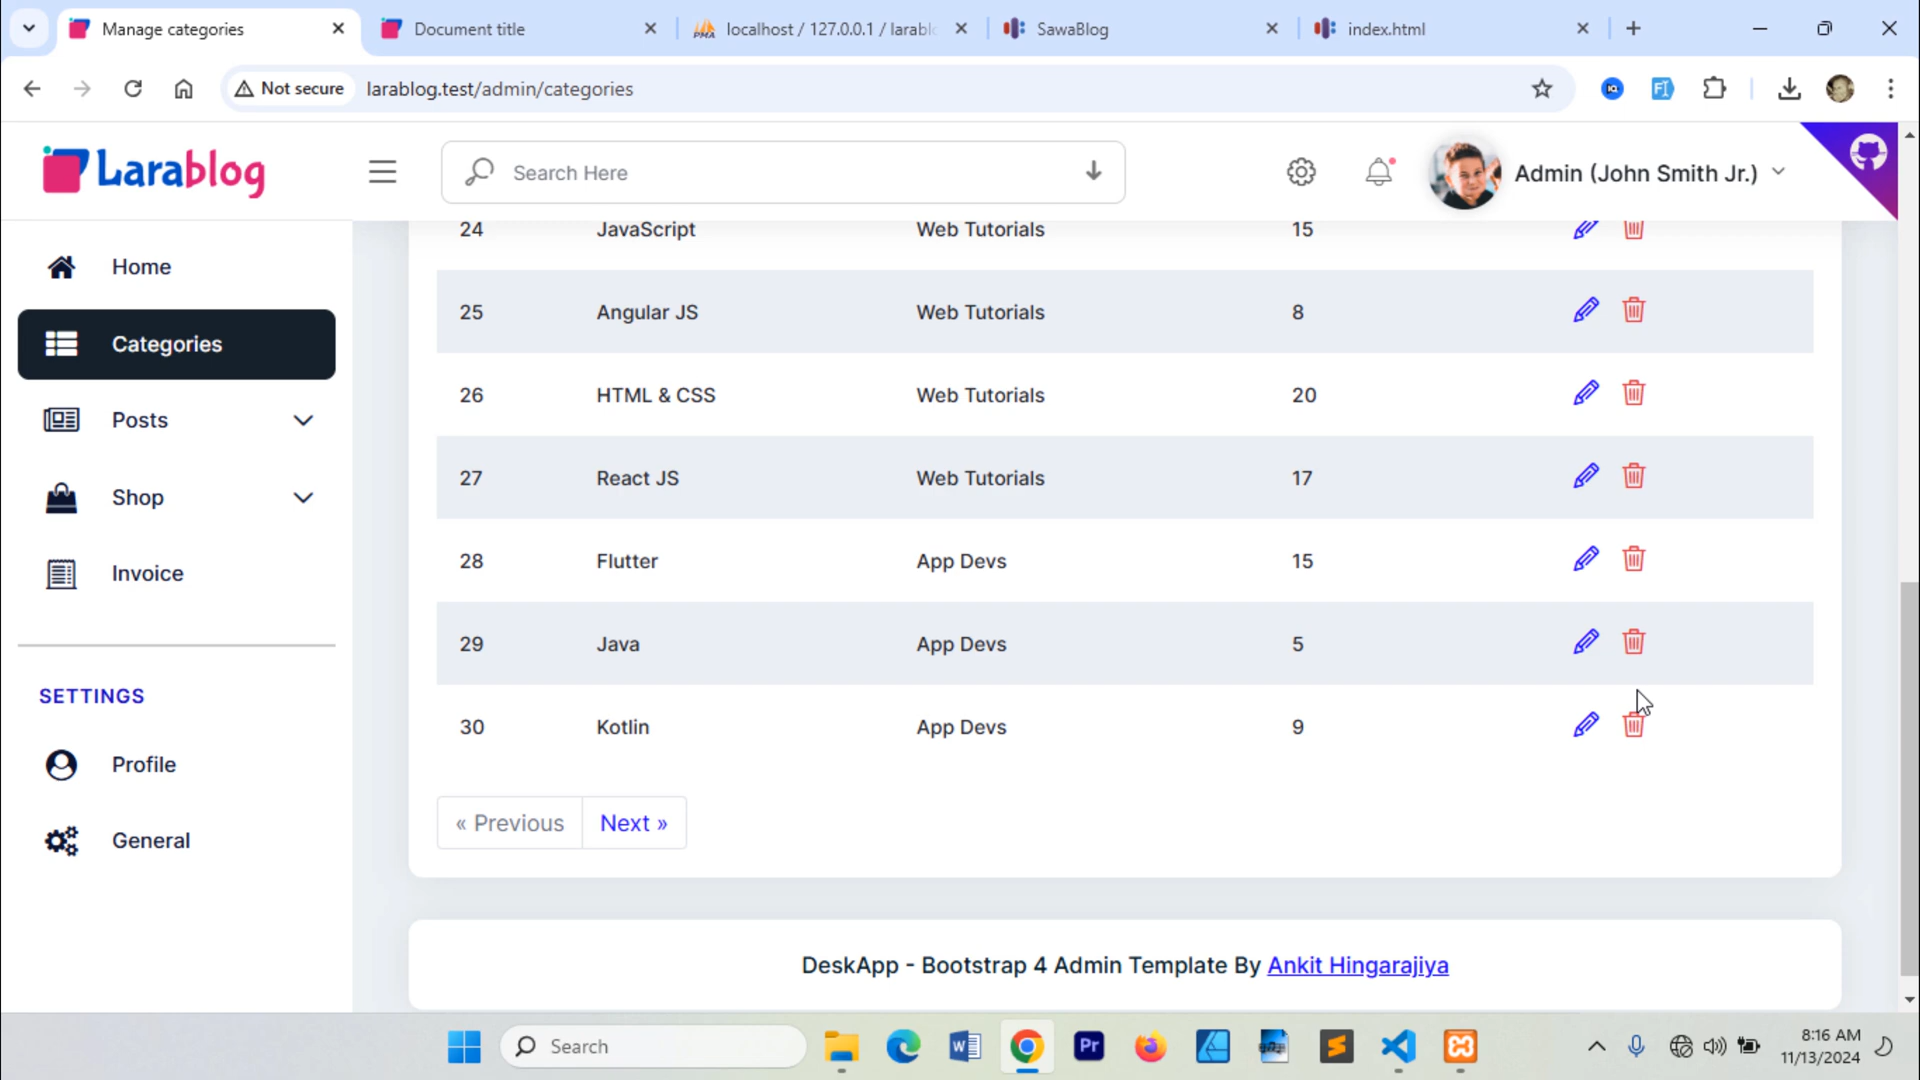 Manage categories
Document title
localhost / 127.0.0.1 / larabl
SawaBlog
index.html
Not secure
larablog.test/admin/categories
Larablog
Search Here
Admin (John Smith Jr.)
Home
Categories
Posts
Shop
Invoice
SETTINGS
Profile
General
24 JavaScript Web Tutorials 15
25 Angular JS Web Tutorials 8
26 HTML & CSS Web Tutorials 20
27 React JS Web Tutorials 17
28 Flutter App Devs 15
29 Java App Devs 5
30 Kotlin App Devs 9
« Previous Next »
DeskApp - Bootstrap 4 Admin Template By Ankit Hingarajiya
Search
8:16 AM
11/13/2024